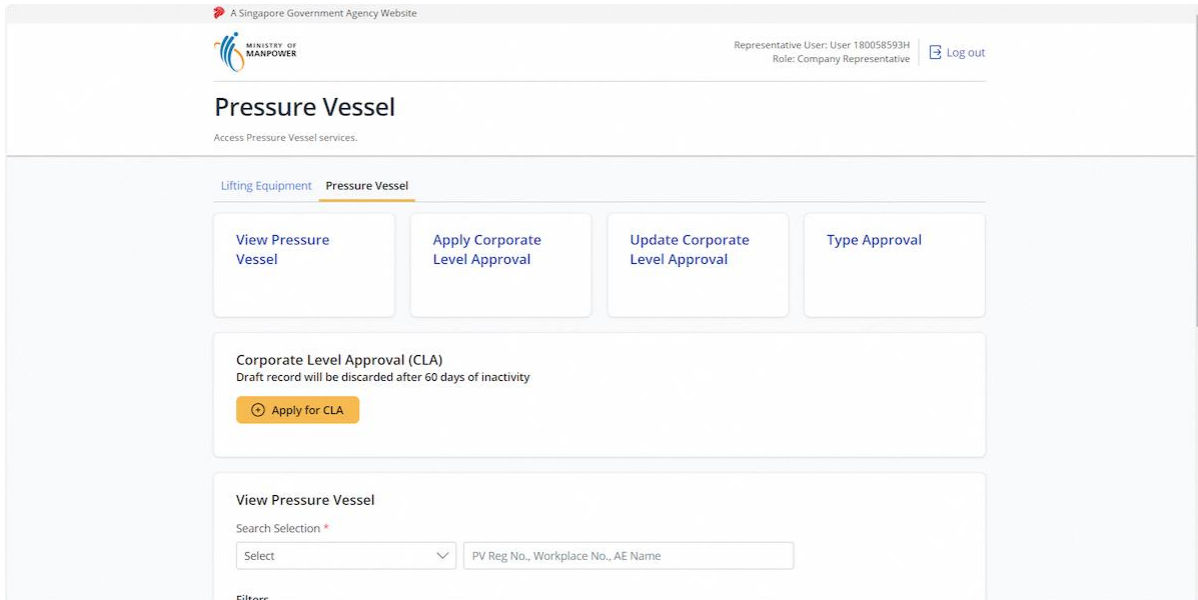 A Singapore Government Agency Website
MINISTRY OF
MANPOWER
Representative User: User 180058593H
Role: Company Representative
Log out
Pressure Vessel
Access Pressure Vessel services.
Lifting Equipment
Pressure Vessel
View Pressure
Vessel
Apply Corporate
Level Approval
Update Corporate
Level Approval
Type Approval
Corporate Level Approval (CLA)
Draft record will be discarded after 60 days of inactivity
Apply for CLA
View Pressure Vessel
Search Selection *
Select
PV Reg No., Workplace No., AE Name
Filters